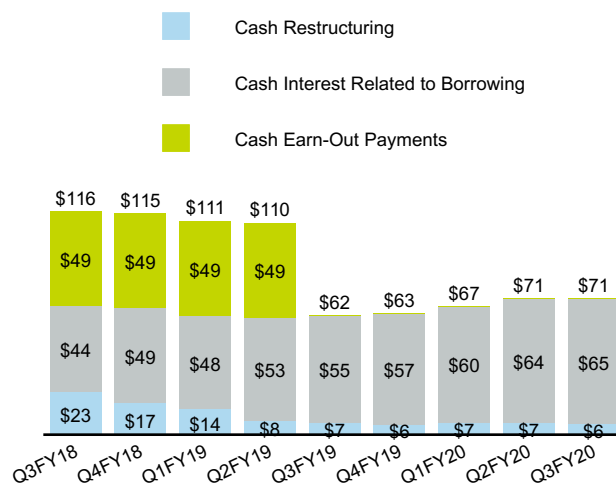 Cash Restructuring
Cash Interest Related to Borrowing
Cash Earn-Out Payments
$116 $115 $111 $110 $62 $63 $67 $71 $71
$49 $49 $49 $49
$44 $49 $48 $53 $55 $57 $60 $64 $65
$23 $17 $14 $8 $7 $6 $7 $7 $6
Q3FY18 Q4FY18 Q1FY19 Q2FY19 Q3FY19 Q4FY19 Q1FY20 Q2FY20 Q3FY20